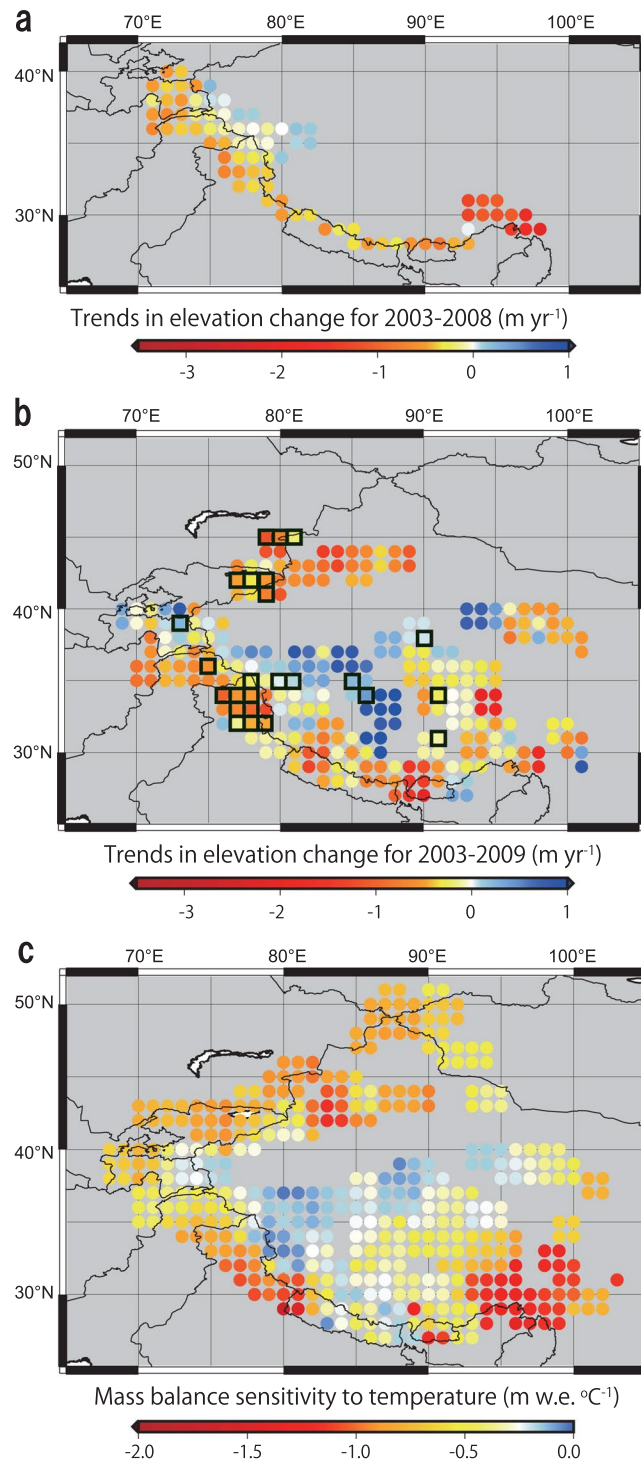 a
70°E 80°E 90°E 100°E
40°N
30°N
Trends in elevation change for 2003-2008 (m yr-1)
-3 -2 -1 0 1
b
70°E 80°E 90°E 100°E
50°N
40°N
30°N
Trends in elevation change for 2003-2009 (m yr-1)
-3 -2 -1 0 1
c
70°E 80°E 90°E 100°E
50°N
40°N
30°N
Mass balance sensitivity to temperature (m w.e. °C-1)
-2.0 -1.5 -1.0 -0.5 0.0